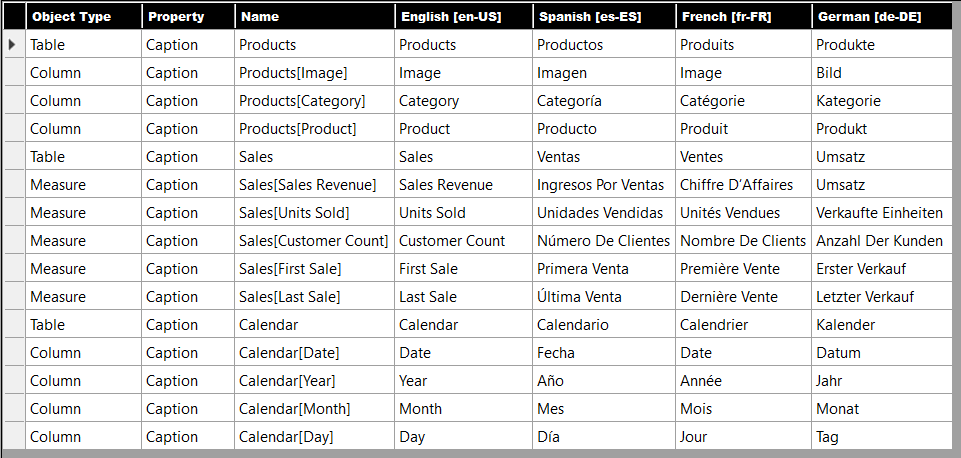 Object Type Property Name English [en-US] Spanish [es-ES] French [fr-FR] German [de-DE]
Table Caption Products Products Productos Produits Produkte
Column Caption Products[Image] Image Imagen Image Bild
Column Caption Products[Category] Category Categoría Catégorie Kategorie
Column Caption Products[Product] Product Producto Produit Produkt
Table Caption Sales Sales Ventas Ventes Umsatz
Measure Caption Sales[Sales Revenue] Sales Revenue Ingresos Por Ventas Chiffre D’Affaires Umsatz
Measure Caption Sales[Units Sold] Units Sold Unidades Vendidas Unités Vendues Verkaufte Einheiten
Measure Caption Sales[Customer Count] Customer Count Número De Clientes Nombre De Clients Anzahl Der Kunden
Measure Caption Sales[First Sale] First Sale Primera Venta Première Vente Erster Verkauf
Measure Caption Sales[Last Sale] Last Sale Última Venta Dernière Vente Letzter Verkauf
Table Caption Calendar Calendar Calendario Calendrier Kalender
Column Caption Calendar[Date] Date Fecha Date Datum
Column Caption Calendar[Year] Year Año Année Jahr
Column Caption Calendar[Month] Month Mes Mois Monat
Column Caption Calendar[Day] Day Día Jour Tag